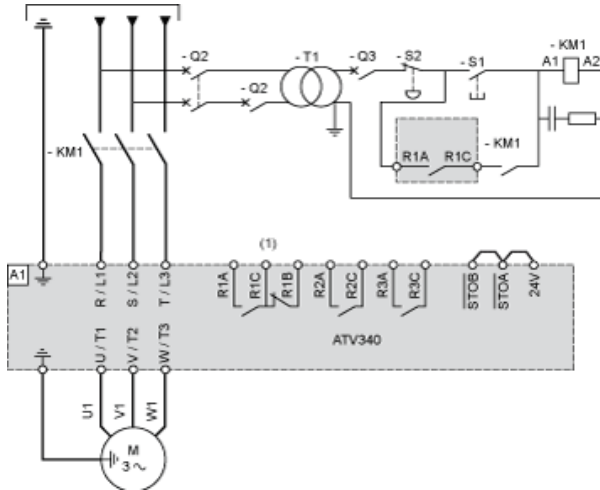 - Q2
- T1
- Q3
- S2
- S1
- KM1
A1
A2
- Q2
- KM1
R1A
R1C
- KM1
A1
(1)
R / L1
S / L2
T / L3
R1A
R1C
R1B
R2A
R2C
R3A
R3C
STOB
STOA
24V
ATV340
U / T1
V / T2
W / T3
U1
V1
W1
M
3 ~